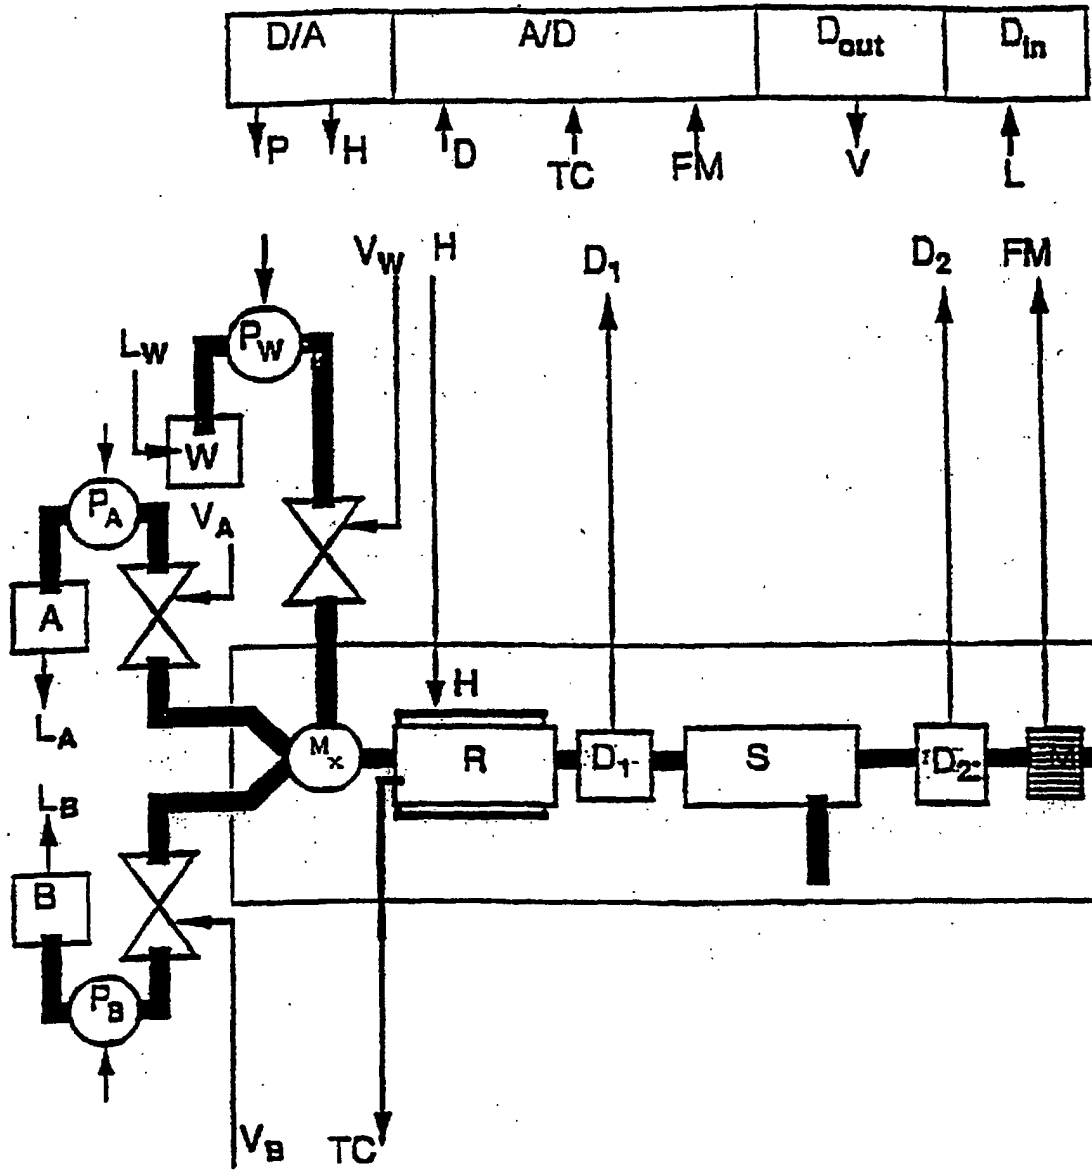 D/A A/D Dout Din
P H D TC FM V L
VW H D1 D2 FM
PW
LW
W
PA VA
A
H
LA
Mx R D1 S D2 M
LB
B
PB
VB TC